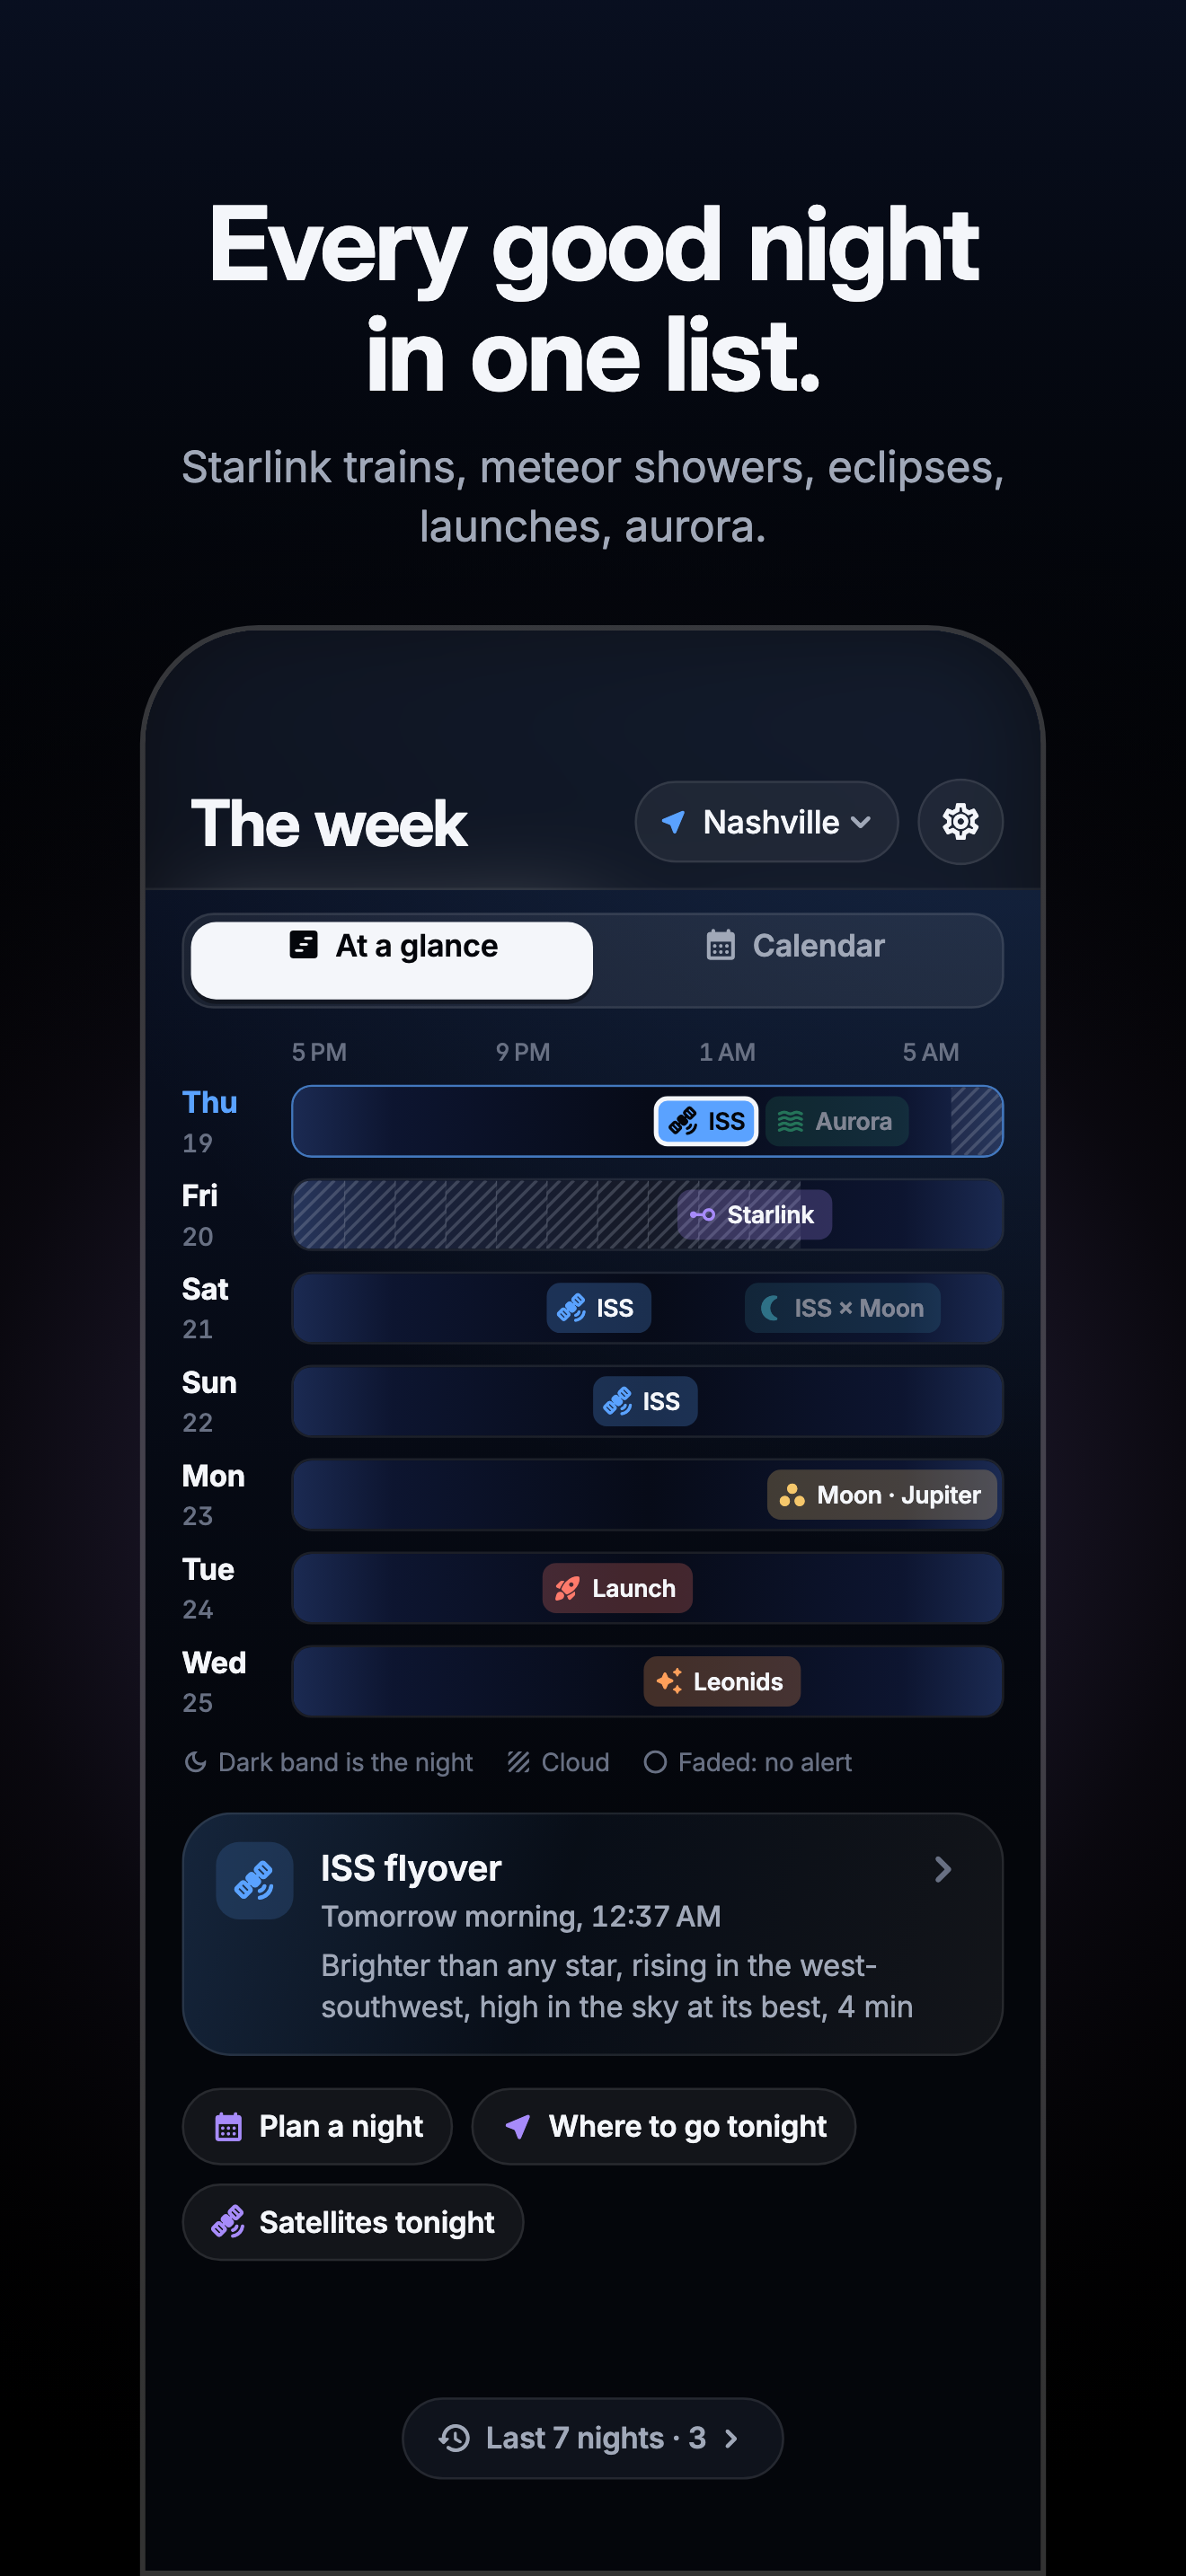 Every good night
in one list.
Starlink trains, meteor showers, eclipses,
launches, aurora.
The week
Nashville
At a glance
Calendar
5 PM 9 PM 1 AM 5 AM
Thu
19
ISS
Aurora
Fri
20
Starlink
Sat
21
ISS
ISS × Moon
Sun
22
ISS
Mon
23
Moon · Jupiter
Tue
24
Launch
Wed
25
Leonids
Dark band is the night
Cloud
Faded: no alert
ISS flyover
Tomorrow morning, 12:37 AM
Brighter than any star, rising in the west-
southwest, high in the sky at its best, 4 min
Plan a night
Where to go tonight
Satellites tonight
Last 7 nights · 3